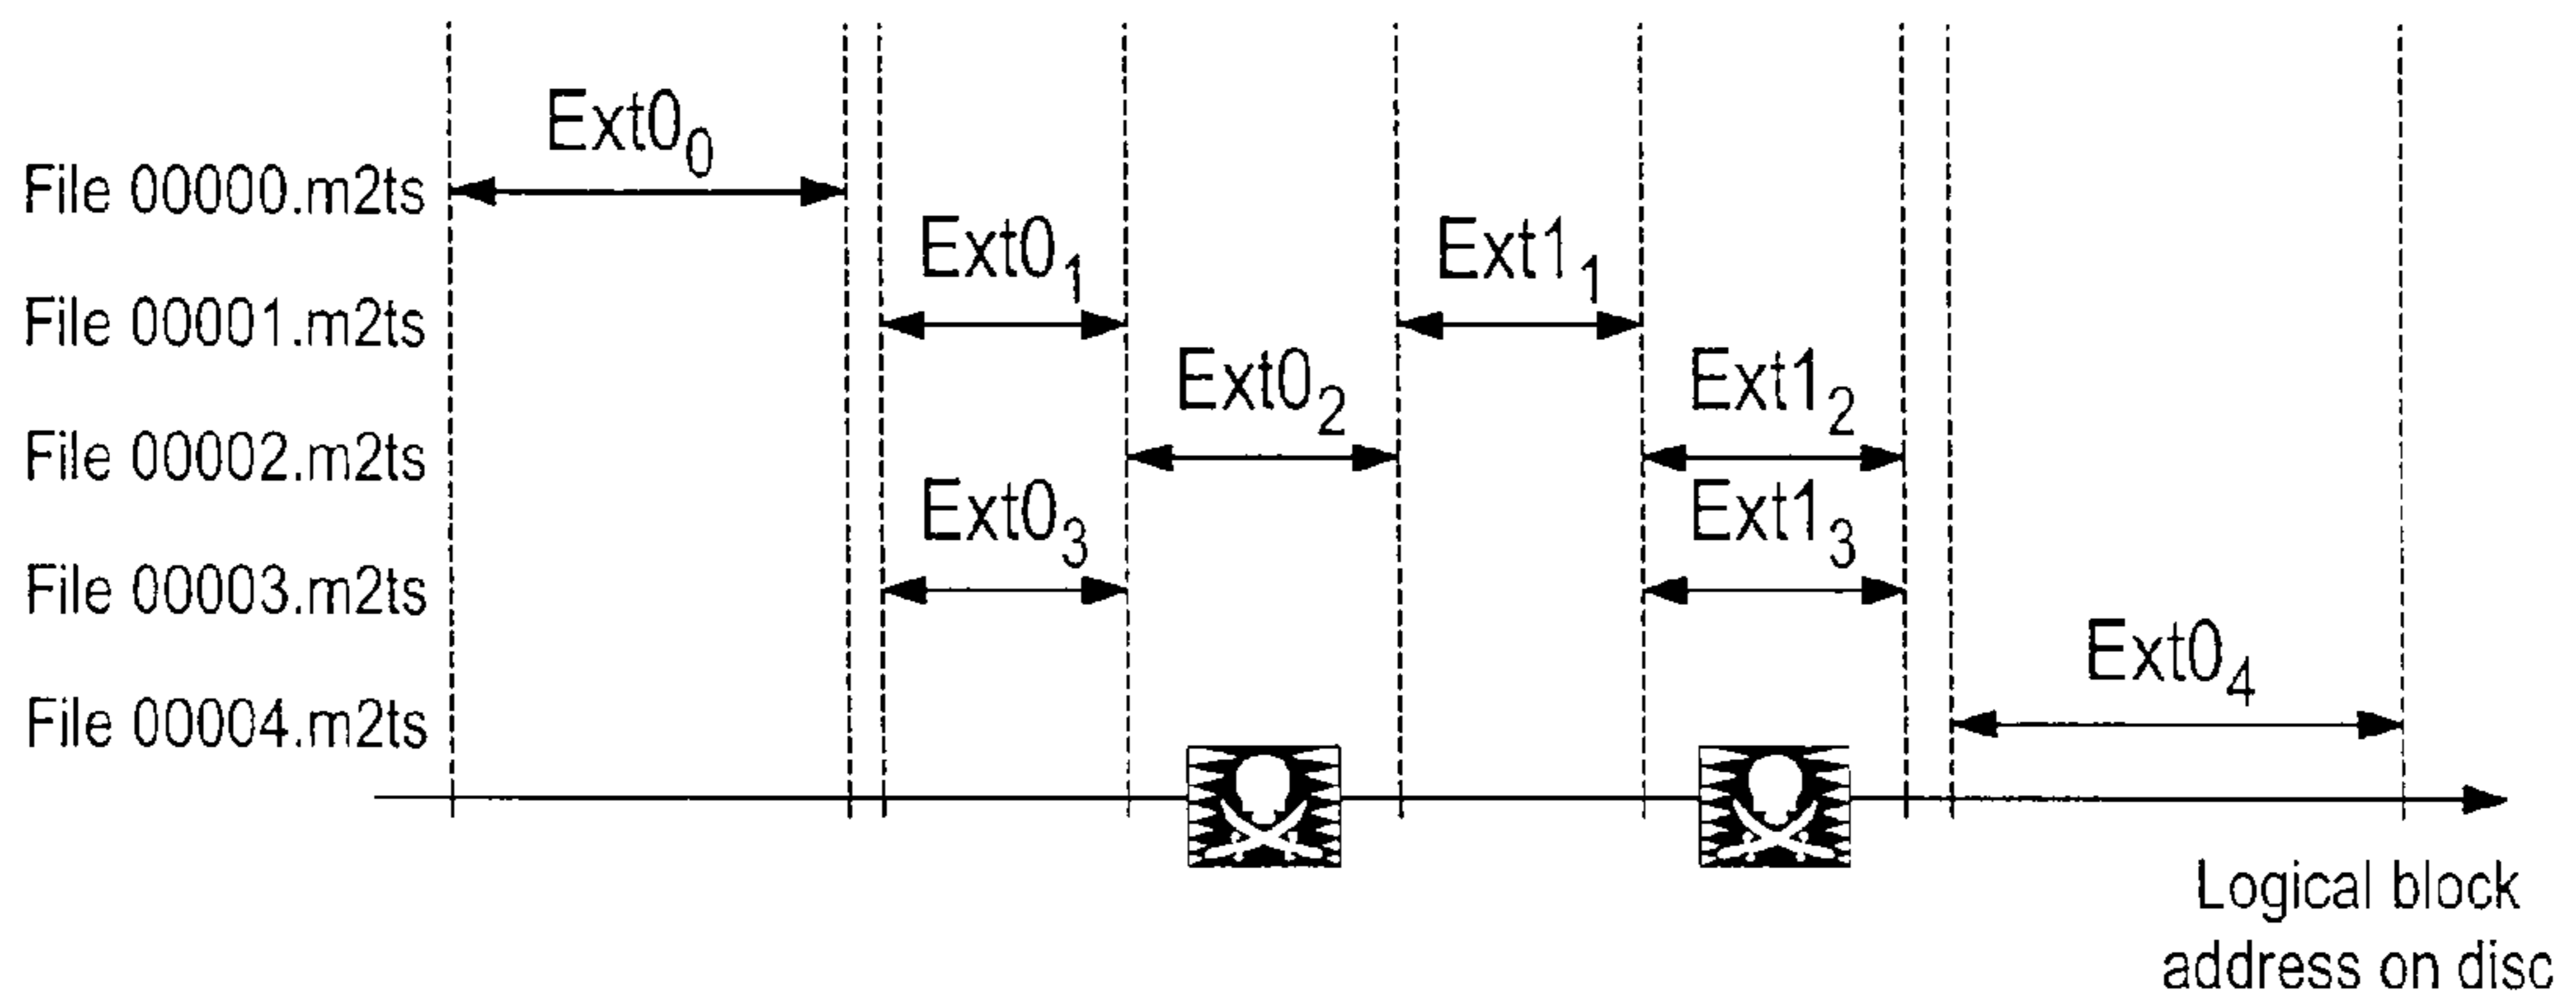 Ext0₀
File 00000.m2ts
Ext0₁ Ext1₁
File 00001.m2ts
Ext0₂ Ext1₂
File 00002.m2ts
Ext0₃ Ext1₃
File 00003.m2ts
Ext0₄
File 00004.m2ts
Logical block
address on disc